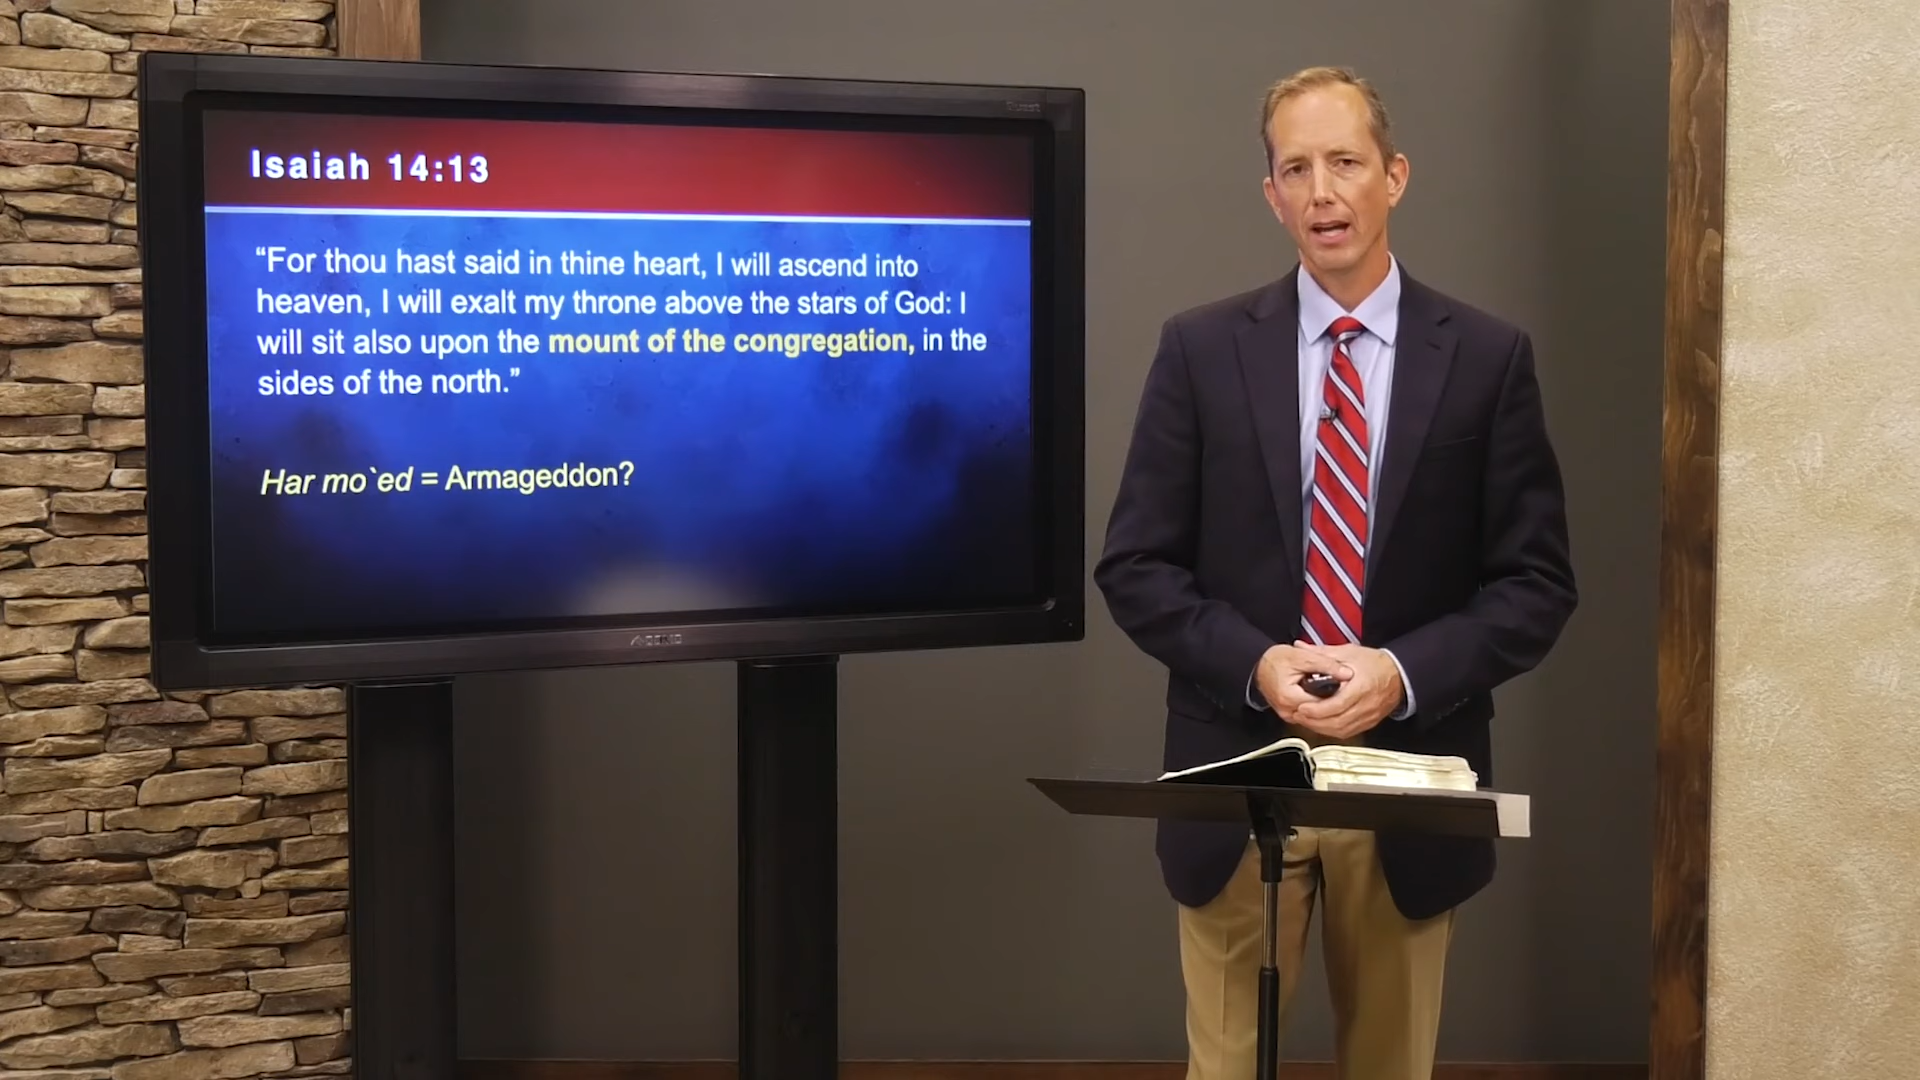 Isaiah 14:13
“For thou hast said in thine heart, I will ascend into
heaven, I will exalt my throne above the stars of God: I
will sit also upon the mount of the congregation, in the
sides of the north.”
Har mo`ed = Armageddon?